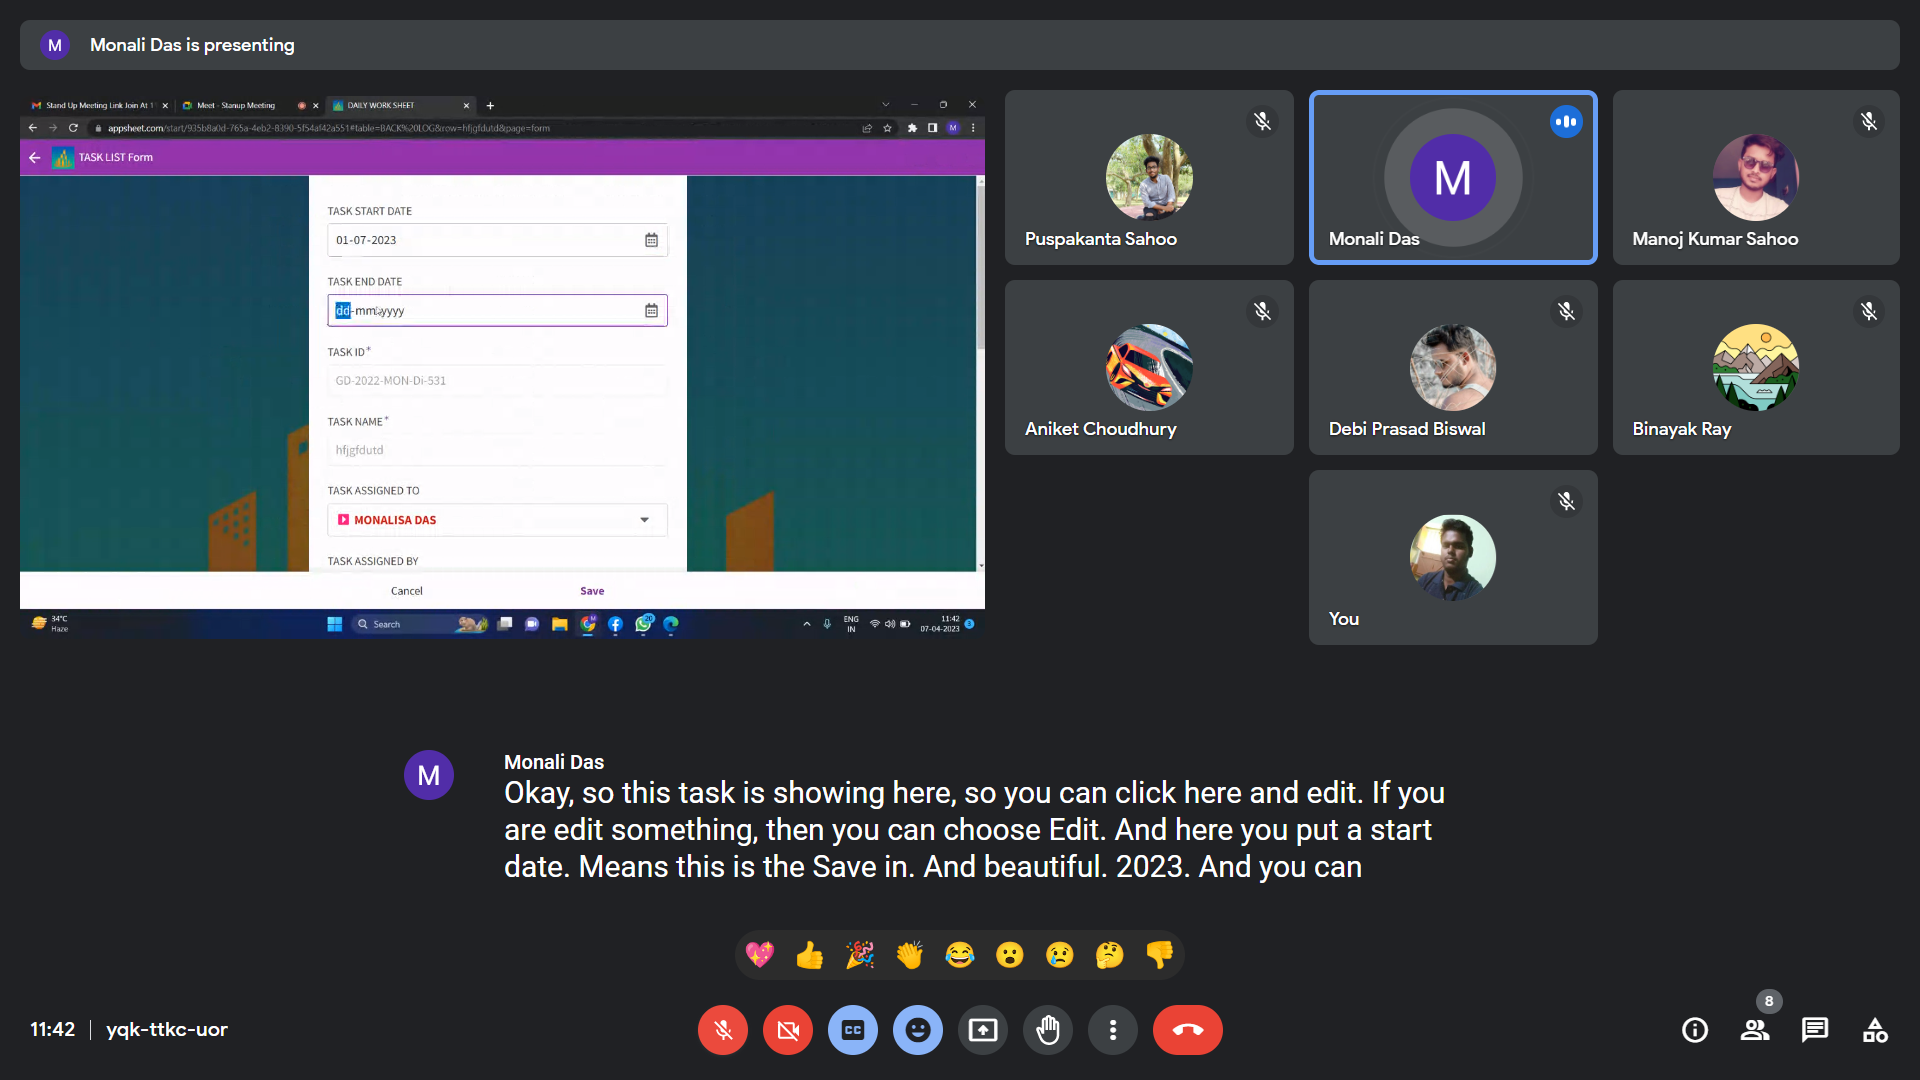 M Monali Das is presenting
Stand Up Meeting Link Join At 11
Meet - Stanup Meeting
DAILY WORK SHEET
appsheet.com/start/935b8a0d-765a-4eb2-8390-5f54af42a551#table=BACK%20LOG&row=hfjgfdutd&page=form
M
TASK LIST Form
TASK START DATE
01-07-2023
TASK END DATE
dd-mm-yyyy
TASK ID*
GD-2022-MON-Di-531
TASK NAME*
hfjgfdutd
TASK ASSIGNED TO
MONALISA DAS
TASK ASSIGNED BY
Cancel Save
34°C
Haze
Search
20
ENG
IN
11:42
07-04-2023
3
Puspakanta Sahoo
M
Monali Das
Manoj Kumar Sahoo
Aniket Choudhury
Debi Prasad Biswal
Binayak Ray
You
M
Monali Das
Okay, so this task is showing here, so you can click here and edit. If you
are edit something, then you can choose Edit. And here you put a start
date. Means this is the Save in. And beautiful. 2023. And you can
11:42 | yqk-ttkc-uor
CC
8